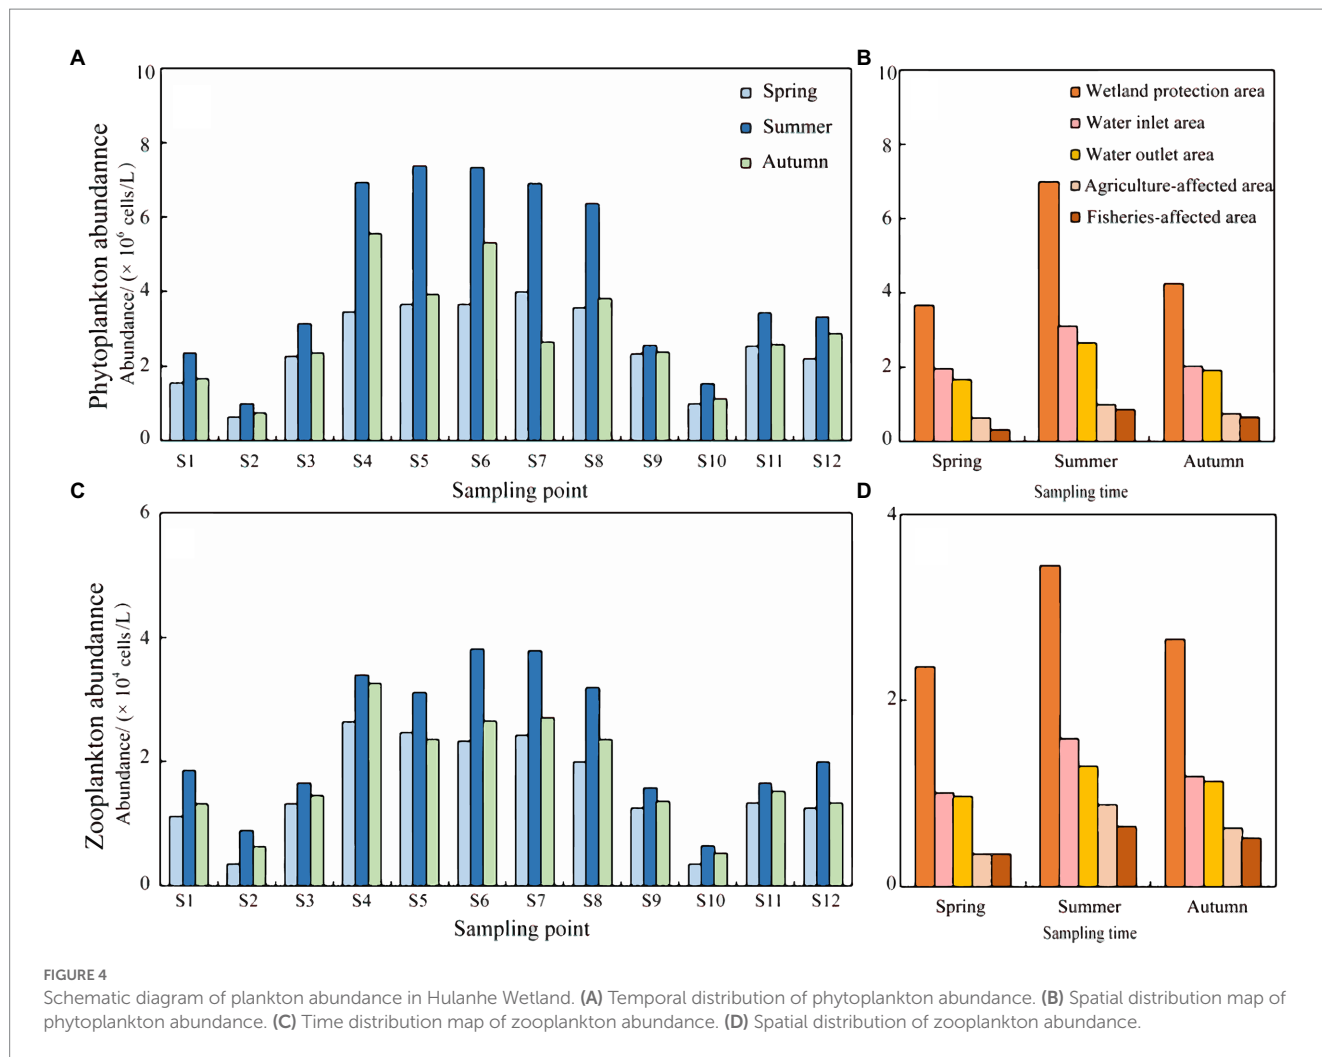 A
Phytoplankton abundannce
Abundance/ (× 10⁶ cells/L)
10
8
6
4
2
0
Spring
Summer
Autumn
S1 S2 S3 S4 S5 S6 S7 S8 S9 S10 S11 S12
Sampling point
B
10
8
6
4
2
0
Wetland protection area
Water inlet area
Water outlet area
Agriculture-affected area
Fisheries-affected area
Spring Summer Autumn
Sampling time
C
Zooplankton abundannce
Abundance/ (× 10⁴ cells/L)
6
4
2
0
S1 S2 S3 S4 S5 S6 S7 S8 S9 S10 S11 S12
Sampling point
D
4
2
0
Spring Summer Autumn
Sampling time
FIGURE 4
Schematic diagram of plankton abundance in Hulanhe Wetland. (A) Temporal distribution of phytoplankton abundance. (B) Spatial distribution map of
phytoplankton abundance. (C) Time distribution map of zooplankton abundance. (D) Spatial distribution of zooplankton abundance.